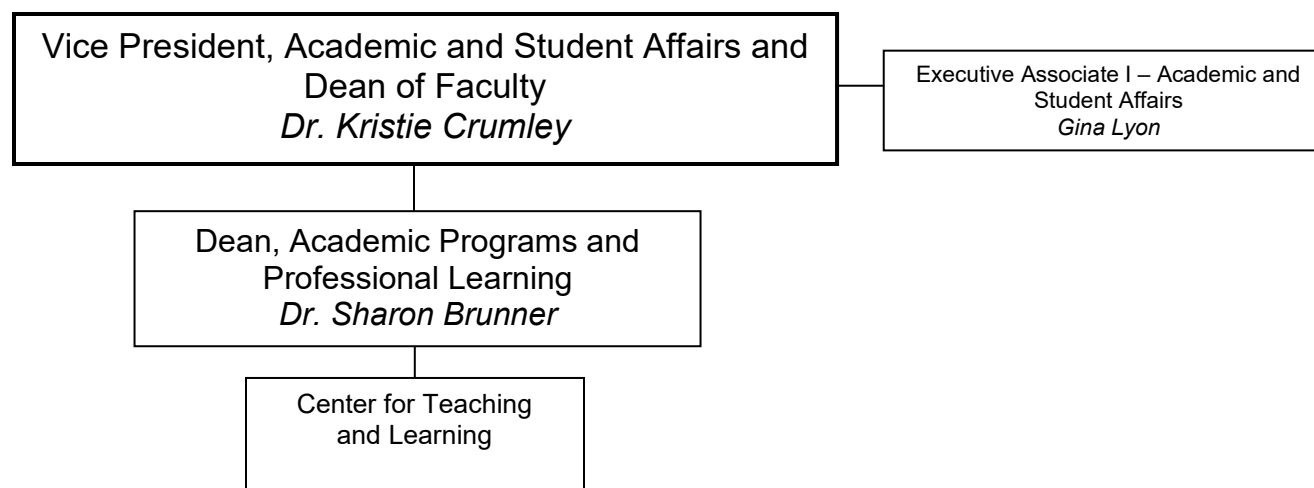 Vice President, Academic and Student Affairs and
Dean of Faculty
Dr. Kristie Crumley
Executive Associate I – Academic and
Student Affairs
Gina Lyon
Dean, Academic Programs and
Professional Learning
Dr. Sharon Brunner
Center for Teaching
and Learning